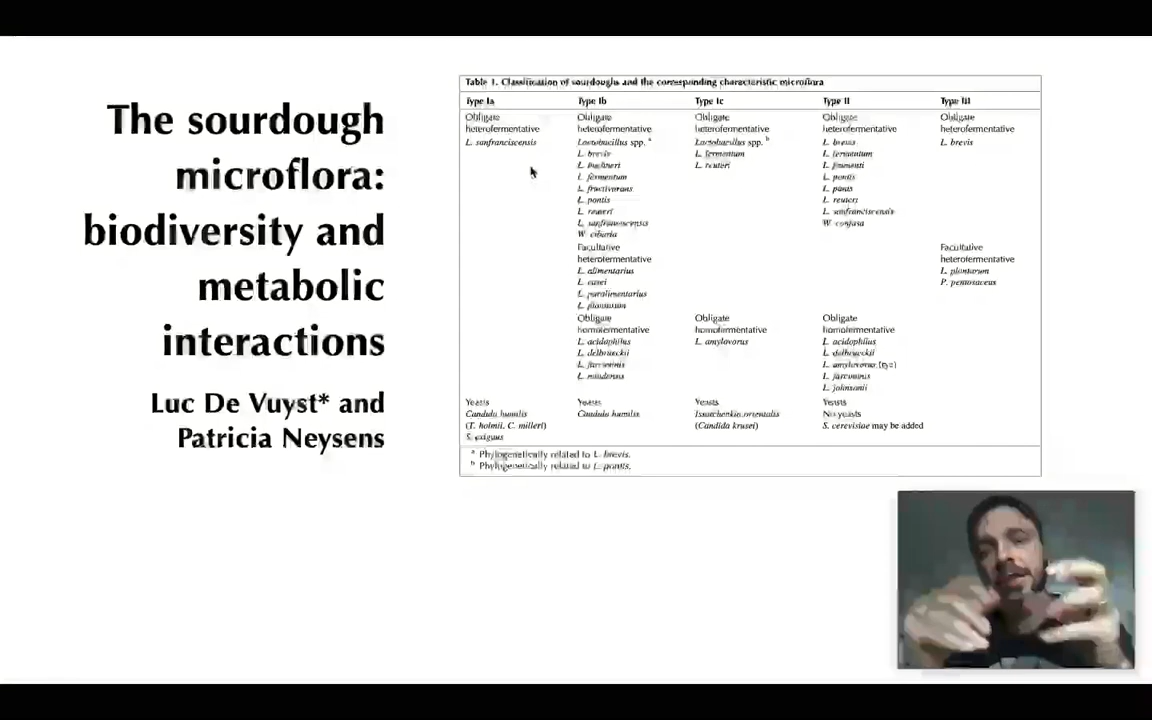 The sourdough
microflora:
biodiversity and
metabolic
interactions
Luc De Vuyst* and
Patricia Neysens
Table 1. Classification of sourdoughs and the corresponding characteristic microflora
Type Ia Type Ib Type Ic Type II Type III
Obligate Obligate Obligate Obligate Obligate
heterofermentative heterofermentative heterofermentative heterofermentative heterofermentative
L. sanfranciscensis Lactobacillus spp. a Lactobacillus spp. b L. brevis L. brevis
L. brevis L. fermentum L. fermentum
L. buchneri L. reuteri L. frumenti
L. fermentum L. pontis
L. fructivorans L. panis
L. pontis L. reuteri
L. reuteri L. sanfranciscensis
L. sanfranciscensis W. confusa
W. cibaria
Facultative Facultative
heterofermentative heterofermentative
L. alimentarius L. plantarum
L. casei P. pentosaceus
L. paralimentarius
L. plantarum
Obligate Obligate Obligate
homofermentative homofermentative homofermentative
L. acidophilus L. amylovorus L. acidophilus
L. delbrueckii L. delbrueckii
L. farciminis L. amylovorus (rye)
L. mindensis L. farciminis
L. johnsonii
Yeasts Yeasts Yeasts Yeasts
Candida humilis Candida humilis Issatchenkia orientalis No yeasts
(T. holmii, C. milleri) (Candida krusei) S. cerevisiae may be added
S. exiguus
a Phylogenetically related to L. brevis.
b Phylogenetically related to L. pontis.